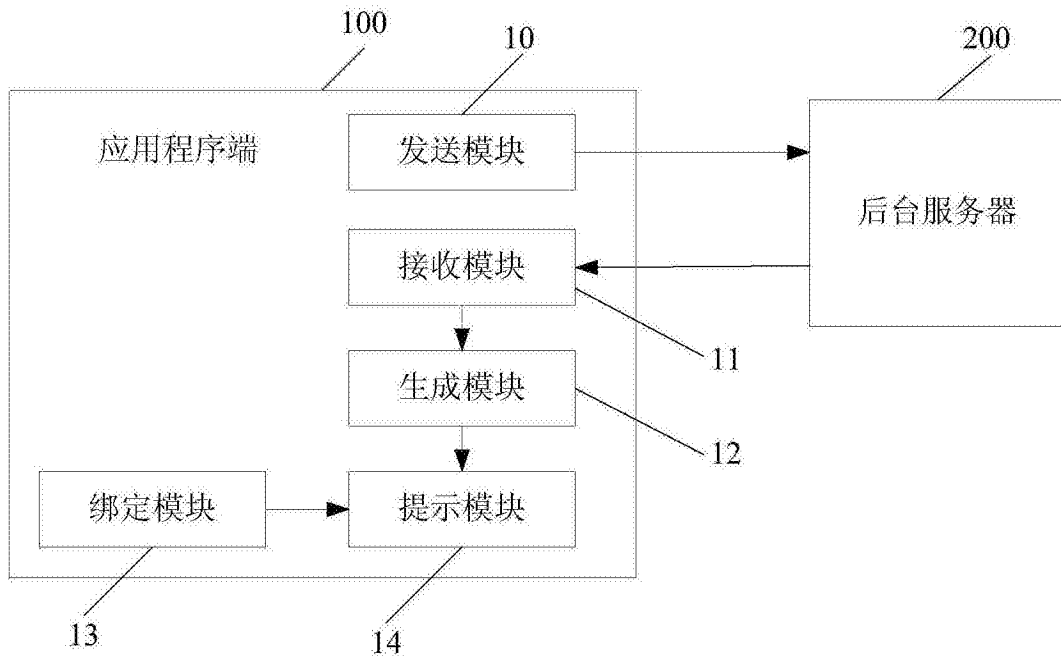 100
10
200
应用程序端
发送模块
后台服务器
接收模块
11
生成模块
12
绑定模块
提示模块
13
14